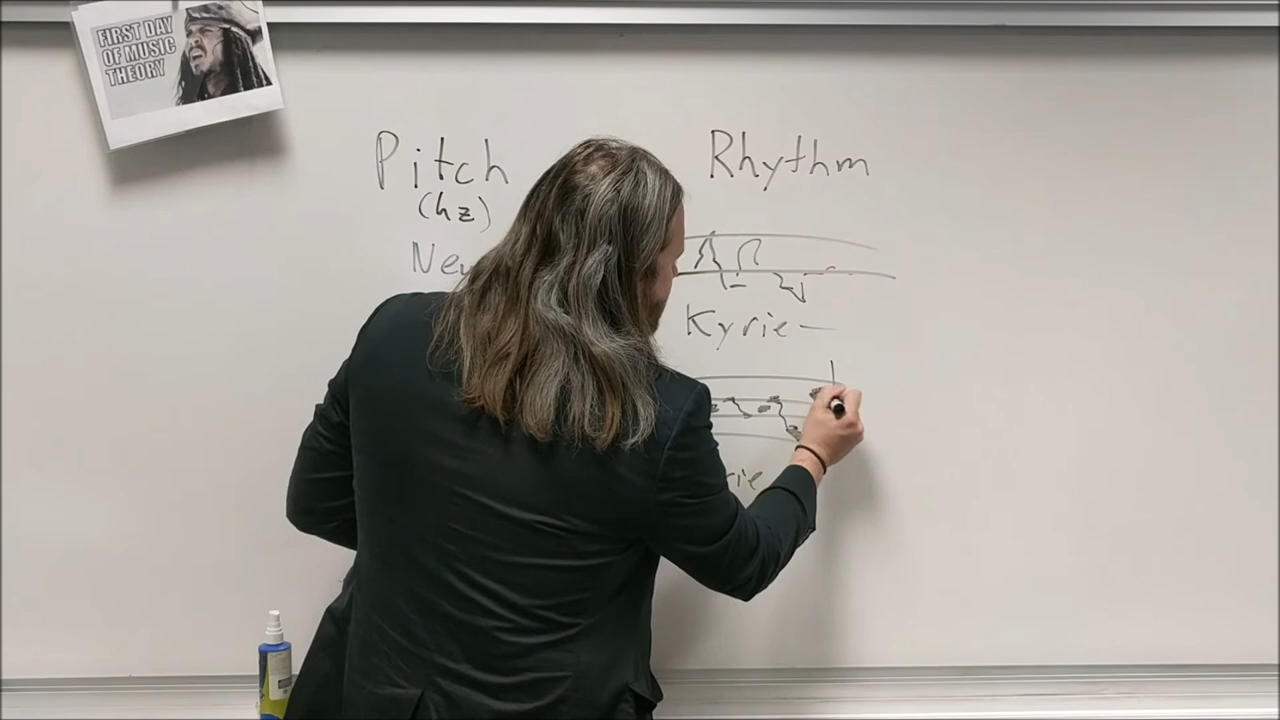 FIRST DAY
OF MUSIC
THEORY
Pitch Rhythm
(hz)
Kyrie—